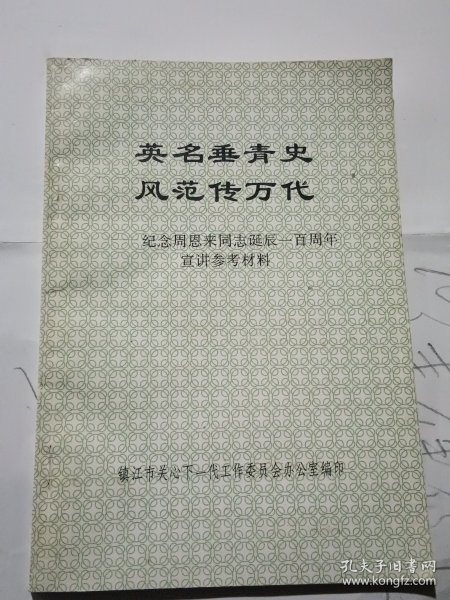 英名垂青史
风范传万代
纪念周恩来同志诞辰一百周年
宣讲参考材料
镇江市关心下一代工作委员会办公室编印
孔夫子旧书网
www.kongfz.com